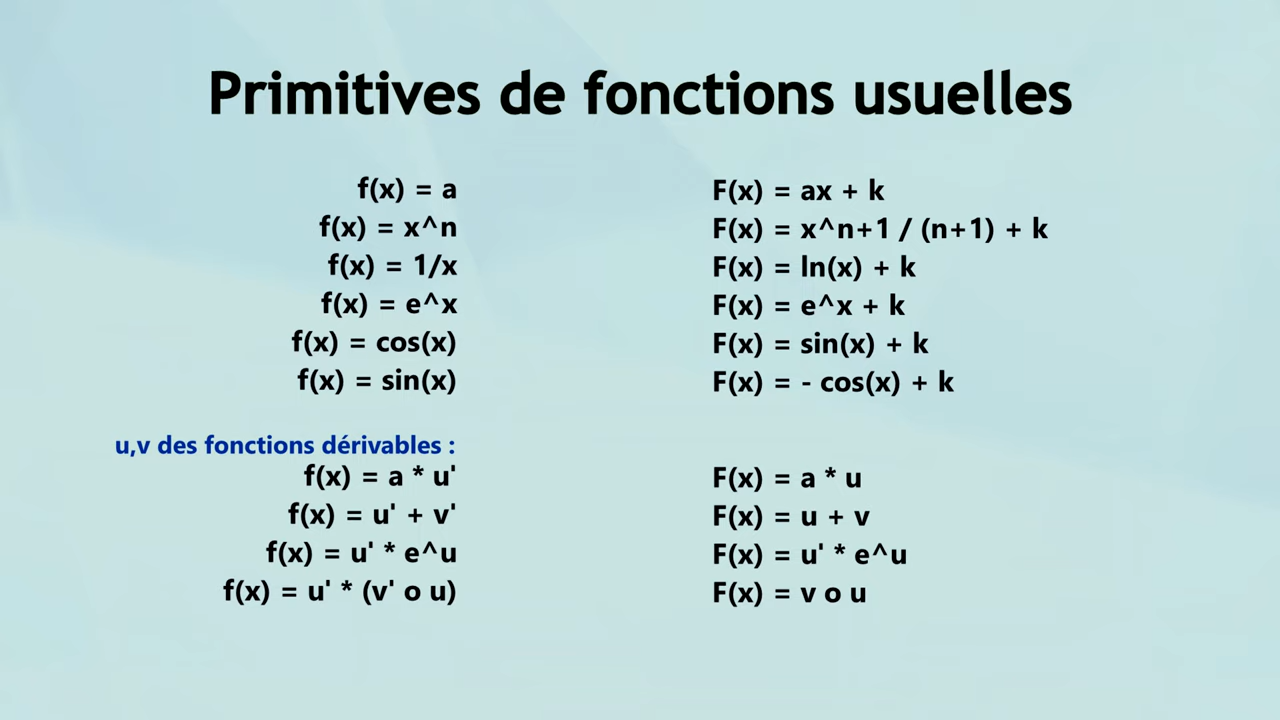 Primitives de fonctions usuelles
f(x) = a F(x) = ax + k
f(x) = x^n F(x) = x^n+1 / (n+1) + k
f(x) = 1/x F(x) = ln(x) + k
f(x) = e^x F(x) = e^x + k
f(x) = cos(x) F(x) = sin(x) + k
f(x) = sin(x) F(x) = - cos(x) + k
u,v des fonctions dérivables :
f(x) = a * u' F(x) = a * u
f(x) = u' + v' F(x) = u + v
f(x) = u' * e^u F(x) = u' * e^u
f(x) = u' * (v' o u) F(x) = v o u